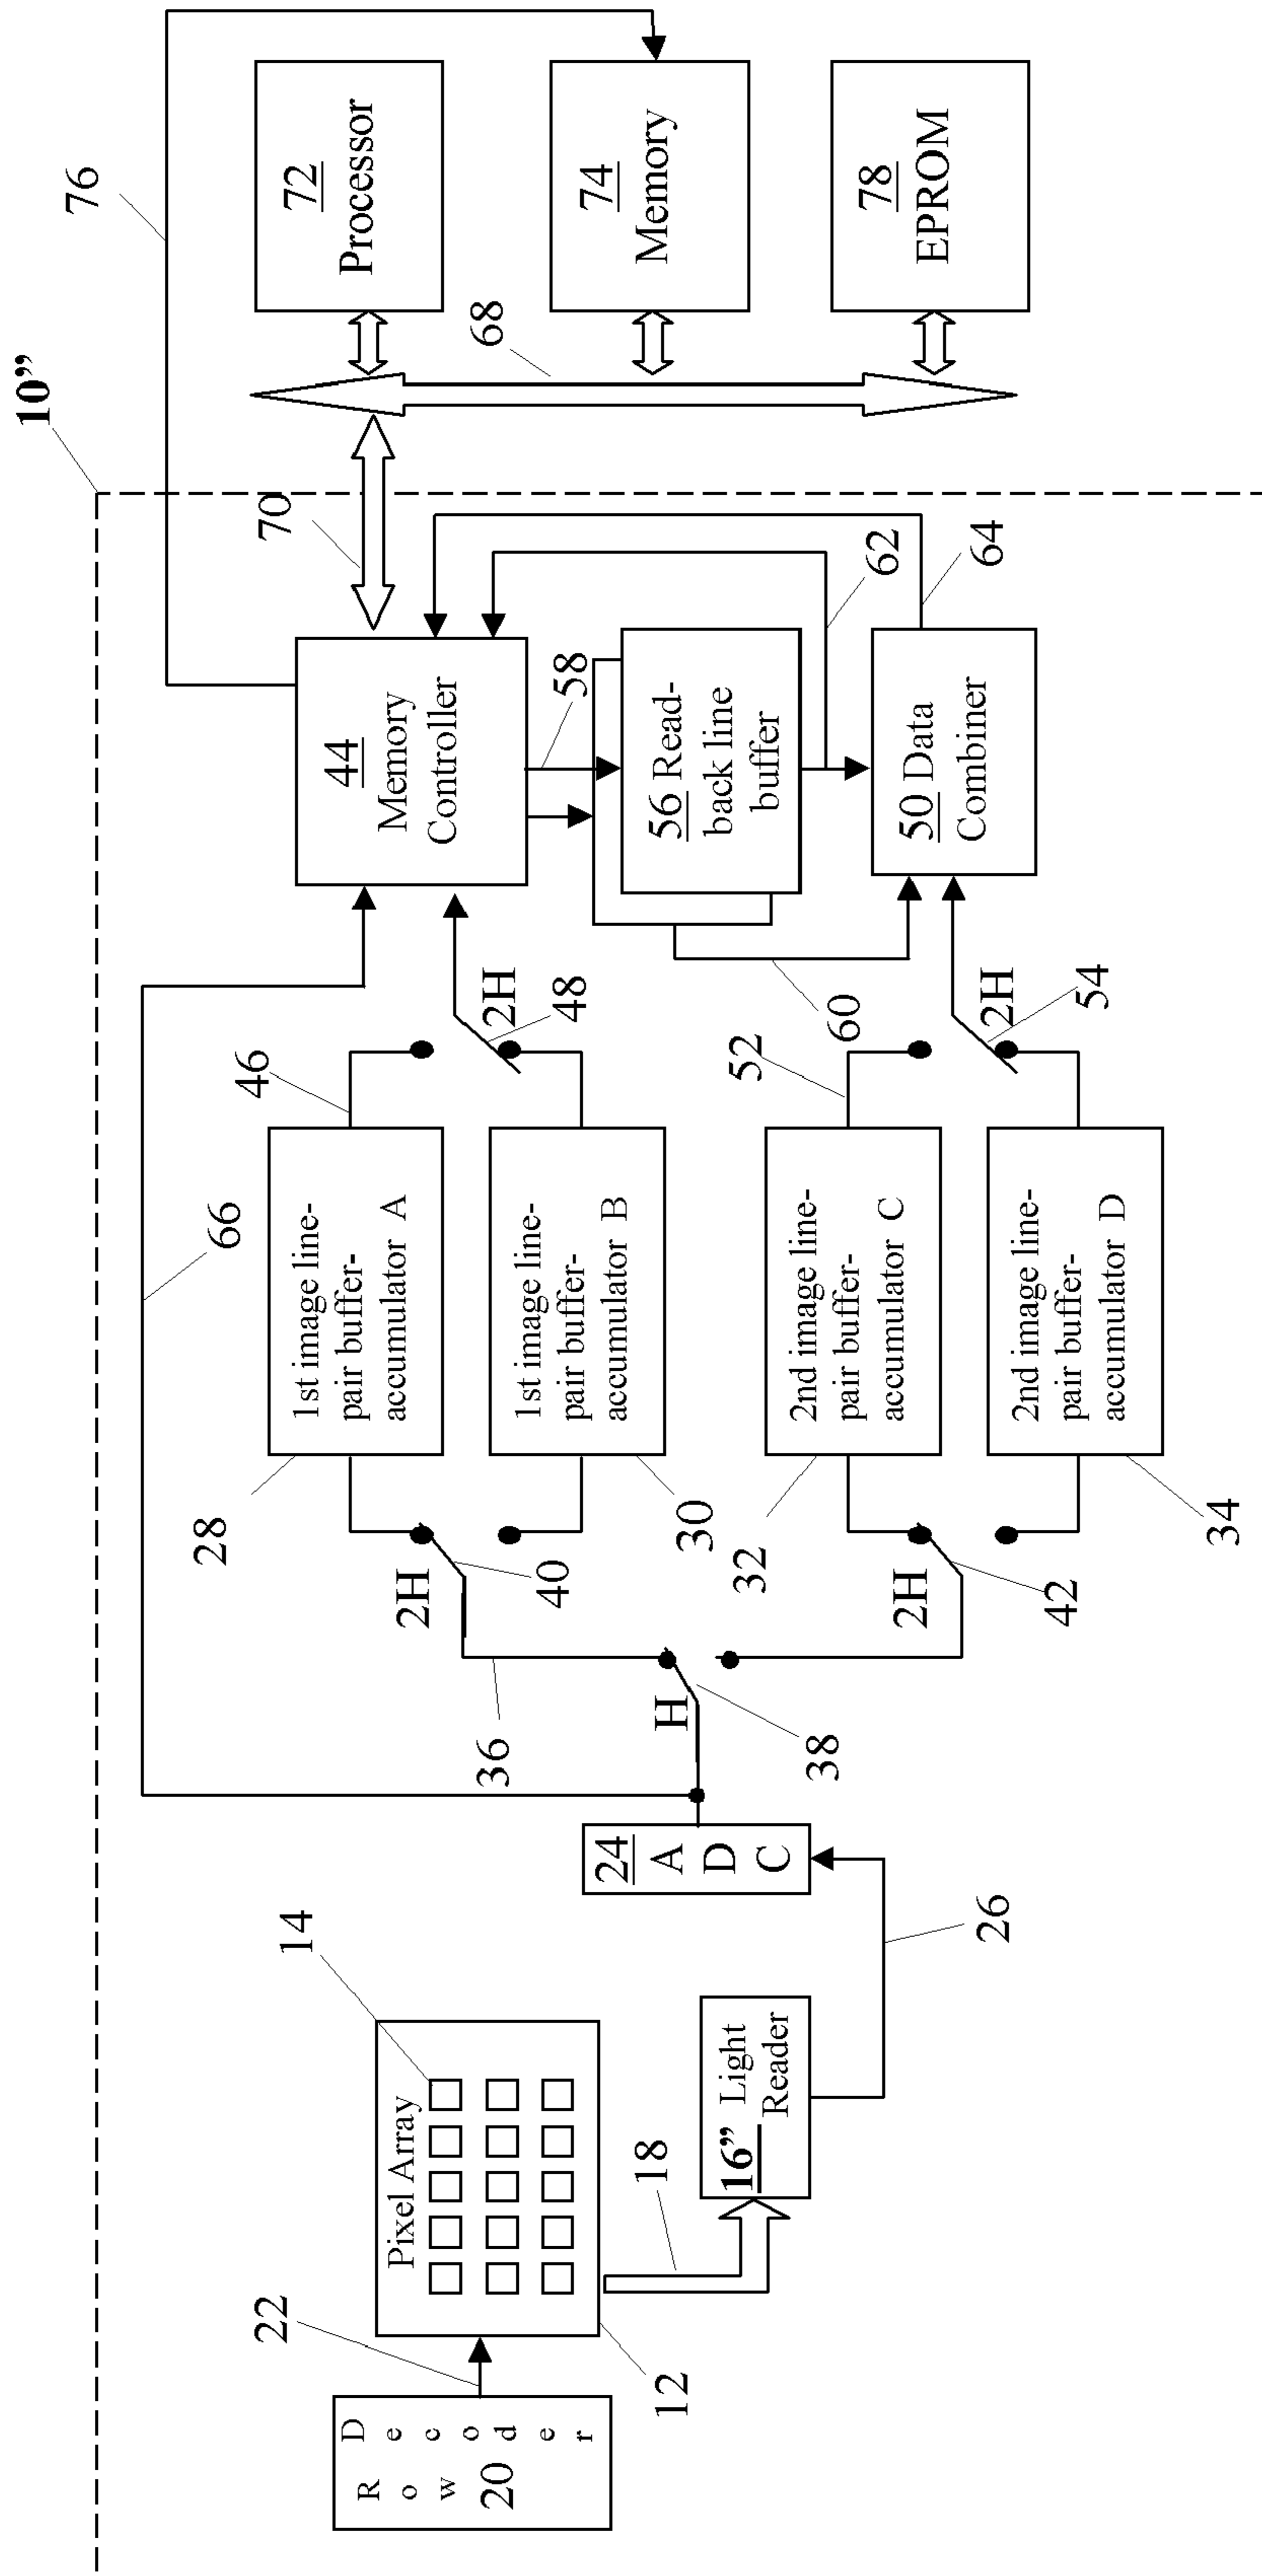 10”
76
72
Processor
74
Memory
78
EPROM
68
70
44
Memory
Controller
58
56 Read-
back line
buffer
62
50 Data
Combiner
64
60
66
46
2H
48
52
2H
54
1st image line-
pair buffer-
accumulator A
1st image line-
pair buffer-
accumulator B
2nd image line-
pair buffer-
accumulator C
2nd image line-
pair buffer-
accumulator D
28
30
32
34
2H
40
2H
42
36
H
38
24
A
D
C
26
14
Pixel Array
16” Light
Reader
18
22
12
Row
Decoder
20